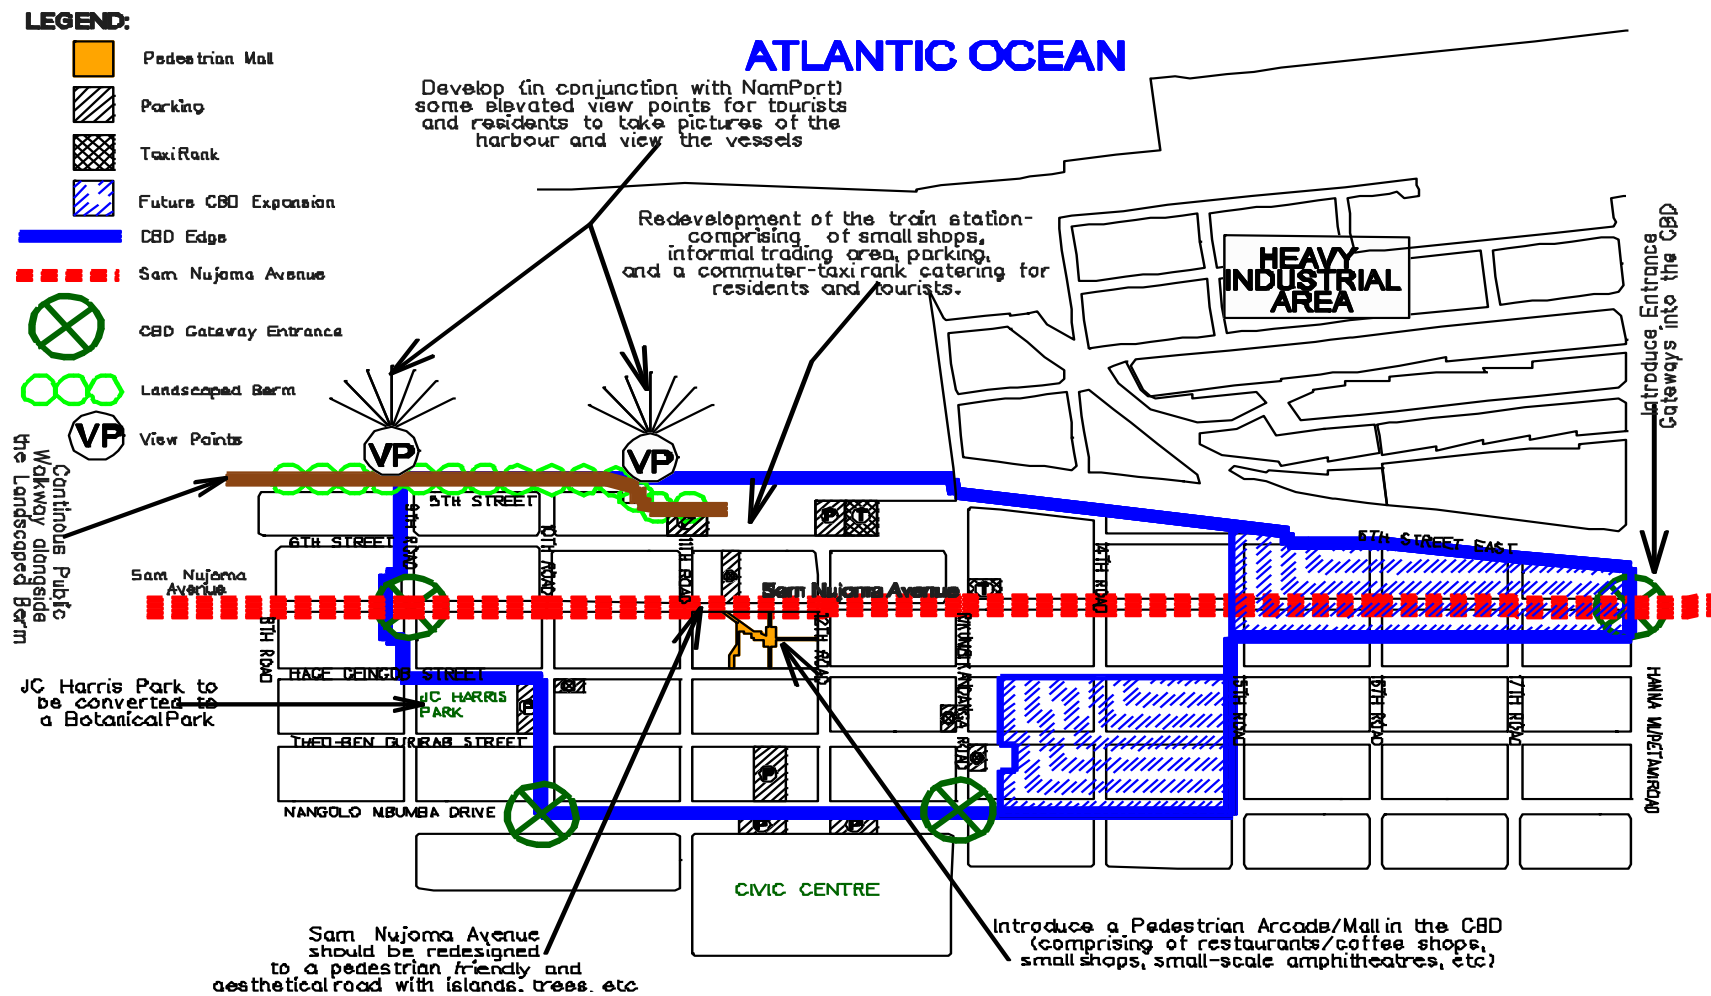 LEGEND:
Pedestrian Mall
Parking
Taxi Rank
Future CBD Expansion
CBD Edge
Sam Nujoma Avenue
CBD Gateway Entrance
Landscaped Berm
VP
View Points
ATLANTIC OCEAN
Develop (in conjunction with NamPort)
some elevated view points for tourists
and residents to take pictures of the
harbour and view the vessels
Redevelopment of the train station-
comprising of small shops,
informal trading area, parking,
and a commuter-taxi rank catering for
residents and tourists.
HEAVY
INDUSTRIAL
AREA
Introduce Entrance
Gateways into the CBD
Continous Public
Wakway alongside
the Landscaped Berm
VP
VP
5TH STREET
6TH STREET
9TH ROAD
10TH ROAD
11TH ROAD
P
T
14TH ROAD
6TH STREET EAST
Sam Nujoma
Avenue
Sam Nujoma Avenue
T
8TH ROAD
12TH ROAD
HAGE GEINGOB STREET
JC Harris Park to
be converted to
a Botanical Park
JC HARRIS
PARK
P
15TH ROAD
16TH ROAD
17TH ROAD
HANNA MUPETAMI ROAD
THEO-BEN GURIRAB STREET
P
NANGOLO MBUMBA DRIVE
P
P
CIVIC CENTRE
Sam Nujoma Avenue
should be redesigned
to a pedestrian friendly and
aesthetical road with islands, trees, etc
Introduce a Pedestrian Arcade/Mall in the CBD
(comprising of restaurants/coffee shops,
small shops, small-scale amphitheatres, etc)